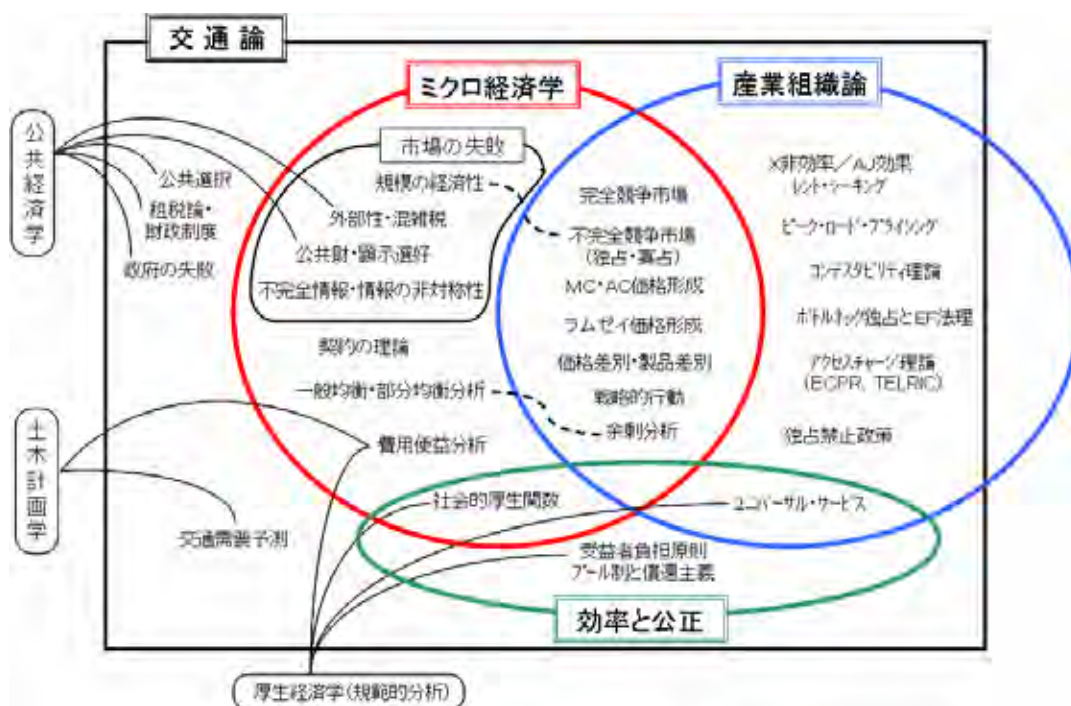 交通論
ミクロ経済学
産業組織論
公共経済学
市場の失敗
規模の経済性
公共選択
租税論・
財政制度
政府の失敗
外部性・混雑税
公共財・顕示選好
不完全情報・情報の非対称性
契約の理論
一般均衡・部分均衡分析
完全競争市場
不完全競争市場
(独占・寡占)
MC・AC価格形成
ラムゼイ価格形成
価格差別・製品差別
戦略的行動
余剰分析
X非効率/AJ効果
レント・シーキング
ピーク・ロード・プライシング
コンテスタビリティ理論
ボトルネック独占とEF法理
アクセスチャージ理論
(ECPR, TELRIC)
独占禁止政策
土木計画学
費用便益分析
交通需要予測
社会的厚生関数
ユニバーサル・サービス
受益者負担原則
プール制と償還主義
効率と公正
厚生経済学(規範的分析)